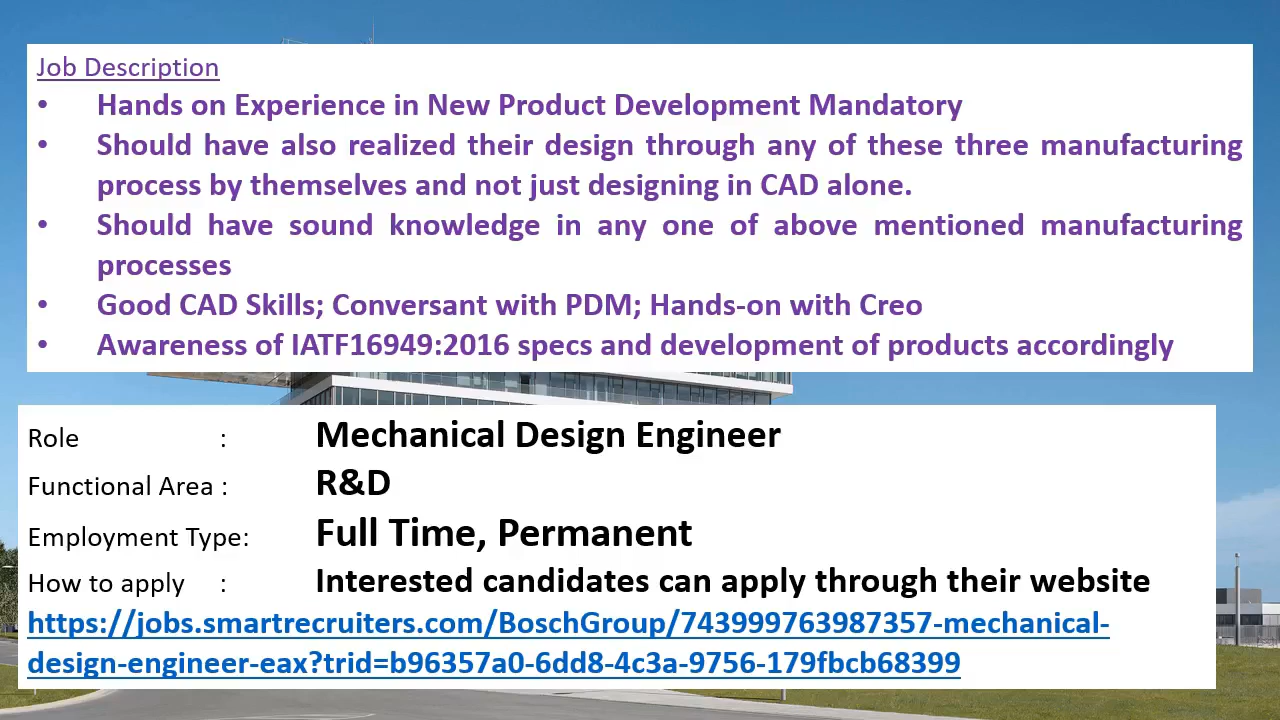 Job Description
• Hands on Experience in New Product Development Mandatory
• Should have also realized their design through any of these three manufacturing
process by themselves and not just designing in CAD alone.
• Should have sound knowledge in any one of above mentioned manufacturing
processes
• Good CAD Skills; Conversant with PDM; Hands-on with Creo
• Awareness of IATF16949:2016 specs and development of products accordingly
Role : Mechanical Design Engineer
Functional Area : R&D
Employment Type: Full Time, Permanent
How to apply : Interested candidates can apply through their website
https://jobs.smartrecruiters.com/BoschGroup/743999763987357-mechanical-
design-engineer-eax?trid=b96357a0-6dd8-4c3a-9756-179fbcb68399